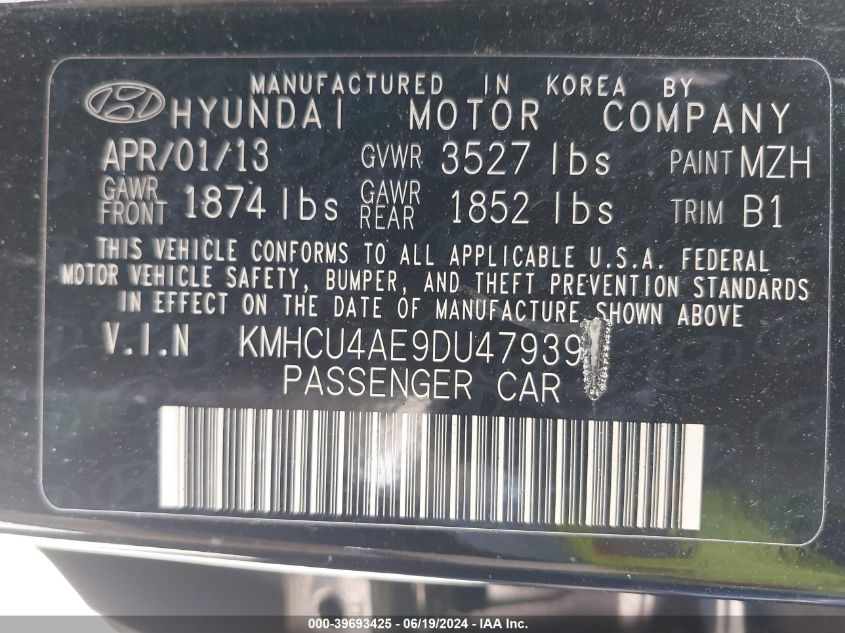 MANUFACTURED IN KOREA BY
HYUNDAI MOTOR COMPANY
APR/01/13 GVWR 3527 lbs PAINT MZH
GAWR FRONT 1874 lbs GAWR REAR 1852 lbs TRIM B1
THIS VEHICLE CONFORMS TO ALL APPLICABLE U.S.A. FEDERAL
MOTOR VEHICLE SAFETY, BUMPER, AND THEFT PREVENTION STANDARDS
IN EFFECT ON THE DATE OF MANUFACTURE SHOWN ABOVE
V.I.N
PASSENGER CAR
000-39693425 | 06/19/2024 - IAA, Inc.